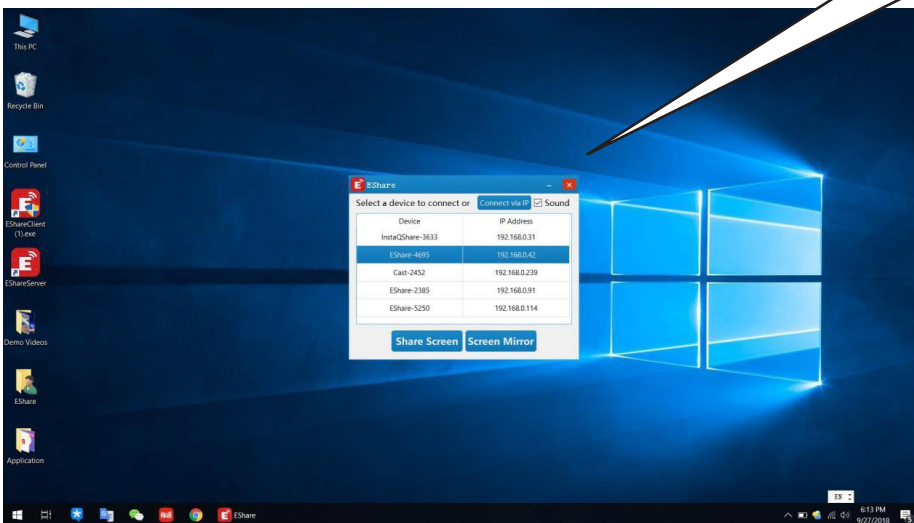 This PC
Recycle Bin
Control Panel
EShareClient
(1).exe
EShareServer
Demo Videos
EShare
Application
EShare
Select a device to connect or Connect via IP Sound
Device IP Address
InstaQShare-3633 192.168.0.31
EShare-4695 192.168.0.42
Cast-2452 192.168.0.239
EShare-2385 192.168.0.91
EShare-5250 192.168.0.114
Share Screen Screen Mirror
EN
EShare
6:13 PM
9/27/2018